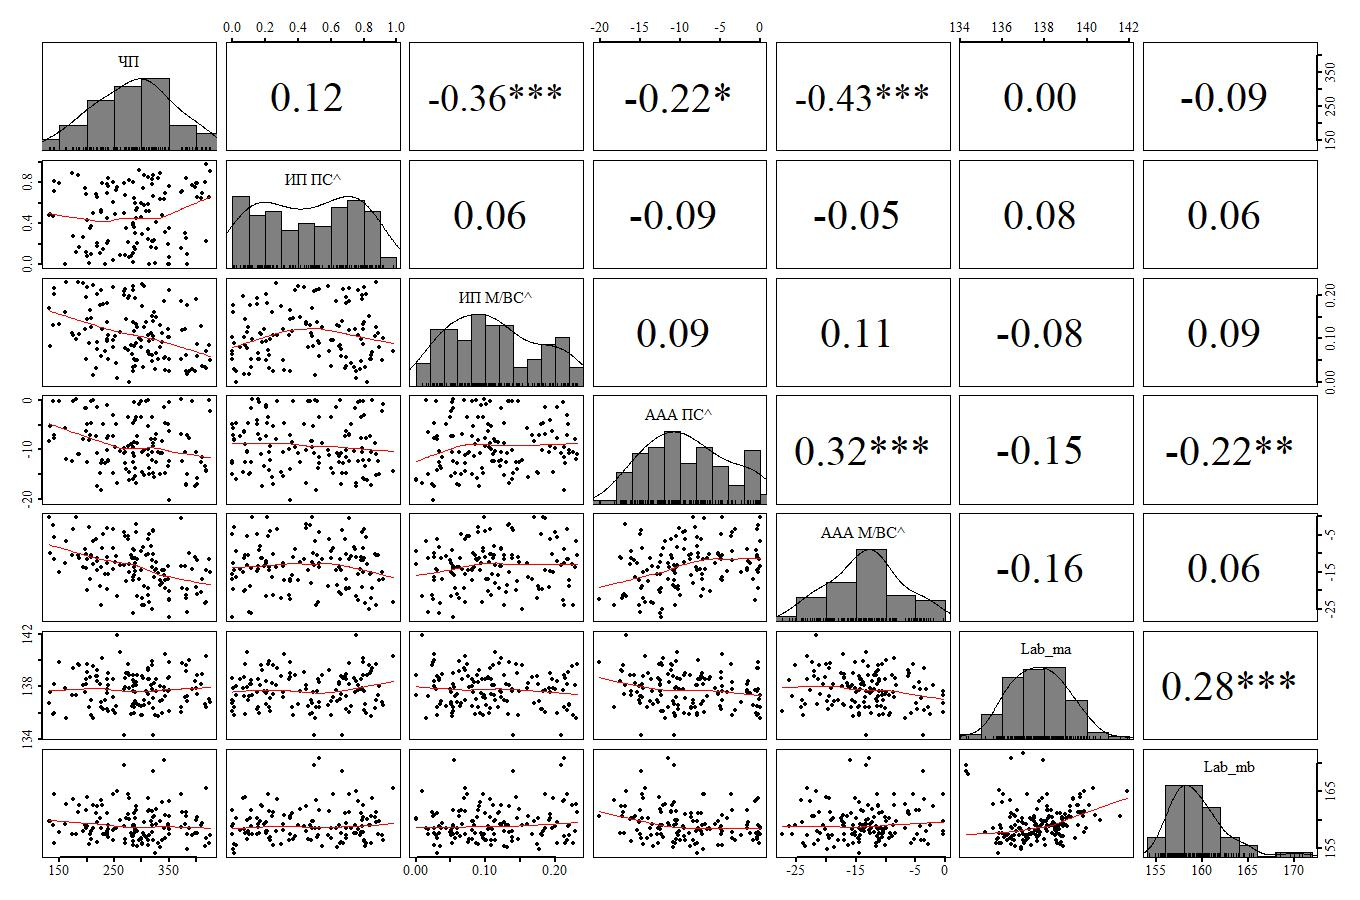 0.0 0.2 0.4 0.6 0.8 1.0 -20 -15 -10 -5 0 134 136 138 140 142
ЧП 0.12 -0.36*** -0.22* -0.43*** 0.00 -0.09 150 250 350
0.0 0.4 0.8 ИП ПС^ 0.06 -0.09 -0.05 0.08 0.06
ИП М/ВС^ 0.09 0.11 -0.08 0.09 0.00 0.10 0.20
-20 -10 0 ААА ПС^ 0.32*** -0.15 -0.22**
ААА М/ВС^ -0.16 0.06 -25 -15 -5
134 138 142 Lab_ma 0.28***
Lab_mb 155 165
150 250 350 0.00 0.10 0.20 -25 -15 -5 0 155 160 165 170